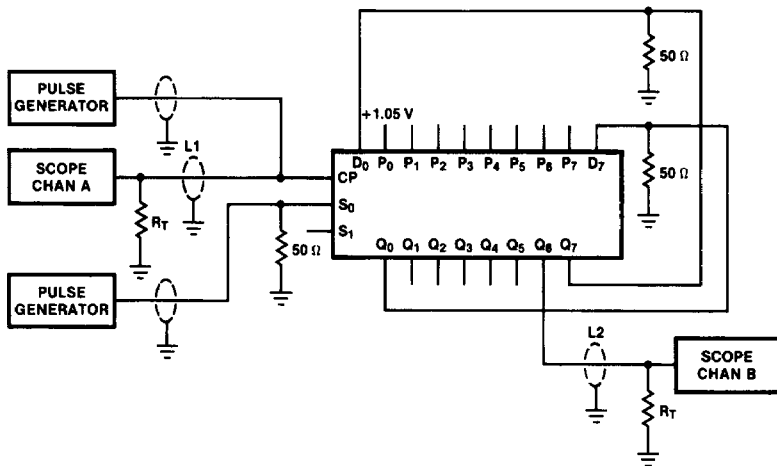 50 Ω
PULSE
GENERATOR
+1.05 V
L1
D₀ P₀ P₁ P₂ P₃ P₄ P₅ P₆ P₇ D₇
50 Ω
SCOPE
CHAN A
CP
S₀
R_T
S₁
50 Ω
Q₀ Q₁ Q₂ Q₃ Q₄ Q₅ Q₆ Q₇
PULSE
GENERATOR
L2
SCOPE
CHAN B
R_T